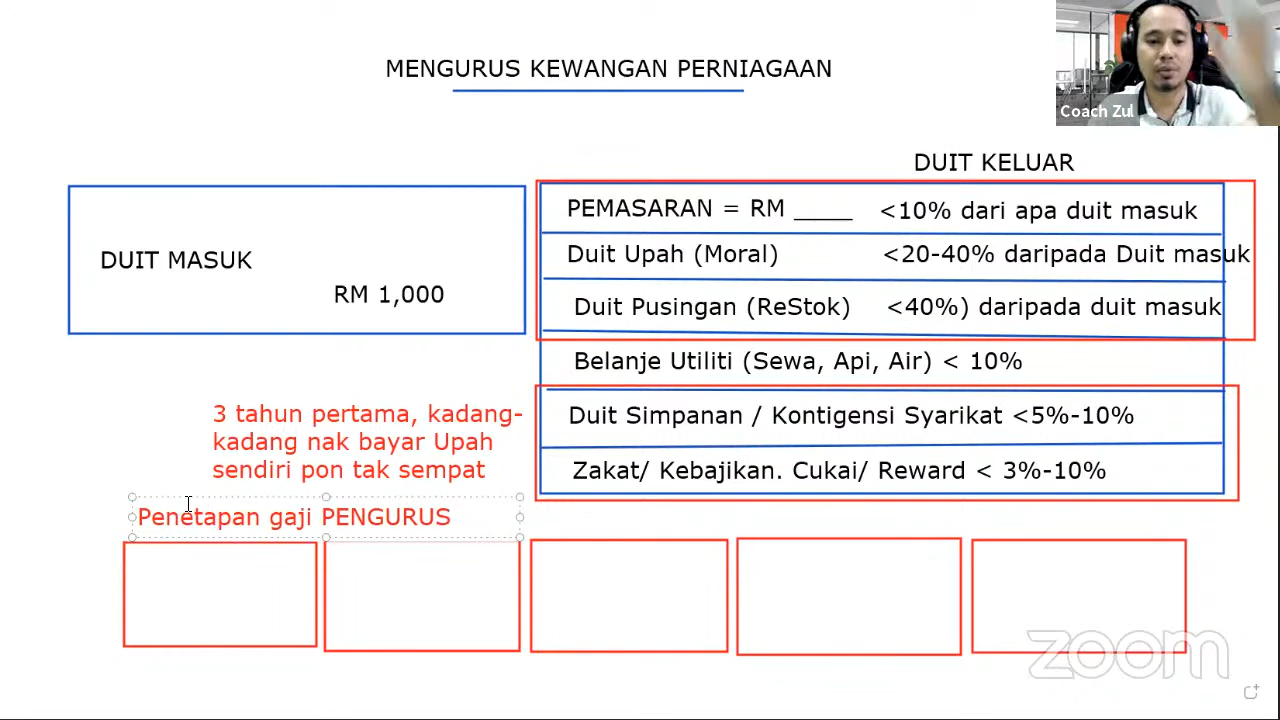 MENGURUS KEWANGAN PERNIAGAAN
Coach Zul
DUIT KELUAR
DUIT MASUK
RM 1,000
PEMASARAN = RM ____ <10% dari apa duit masuk
Duit Upah (Moral) <20-40% daripada Duit masuk
Duit Pusingan (ReStok) <40%) daripada duit masuk
Belanje Utiliti (Sewa, Api, Air) < 10%
Duit Simpanan / Kontigensi Syarikat <5%-10%
Zakat/ Kebajikan. Cukai/ Reward < 3%-10%
3 tahun pertama, kadang-
kadang nak bayar Upah
sendiri pon tak sempat
Penetapan gaji PENGURUS
zoom